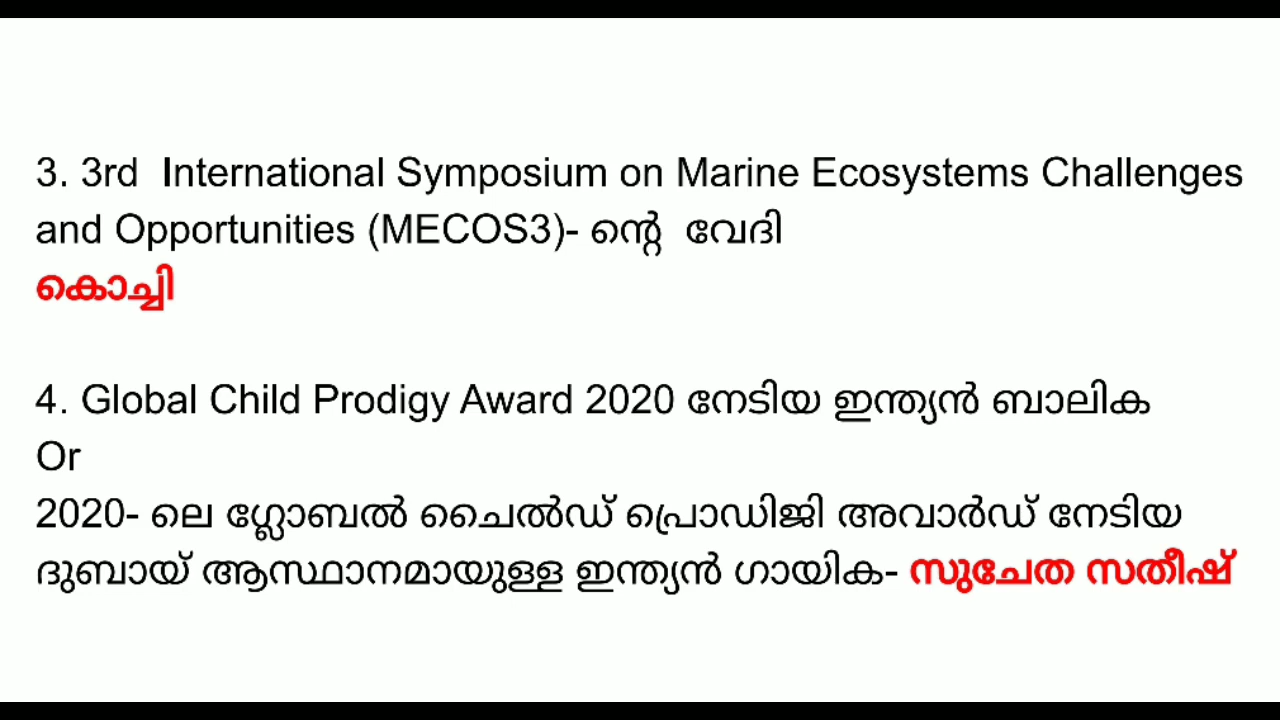 3. 3rd  International Symposium on Marine Ecosystems Challenges
and Opportunities (MECOS3)- ന്റെ  വേദി
കൊച്ചി
4. Global Child Prodigy Award 2020 നേടിയ ഇന്ത്യൻ ബാലിക
Or
2020- ലെ ഗ്ലോബൽ ചൈൽഡ് പ്രൊഡിജി അവാർഡ് നേടിയ
ദുബായ് ആസ്ഥാനമായുള്ള ഇന്ത്യൻ ഗായിക- സുചേത സതീഷ്